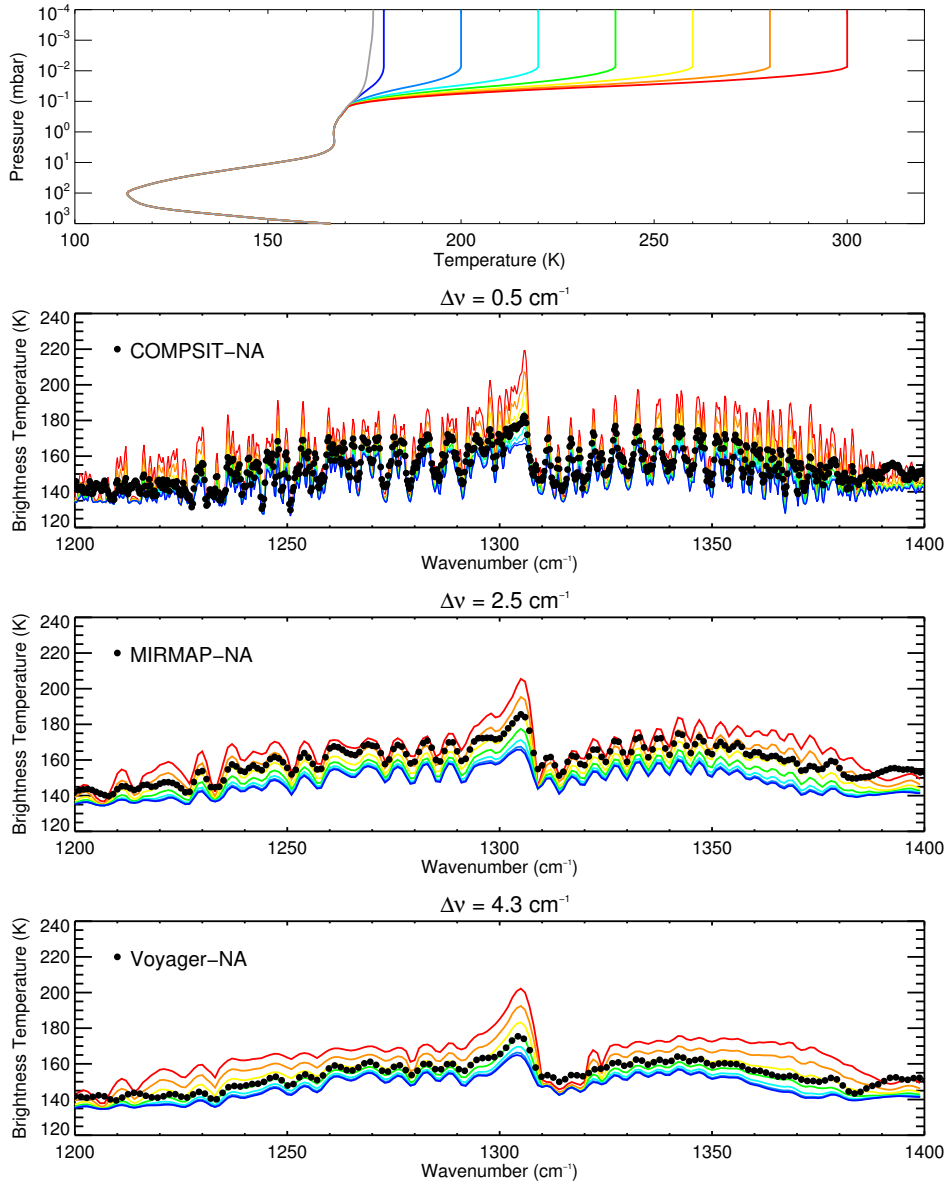 10⁻⁴
10⁻³
10⁻²
10⁻¹
10⁰
10¹
10²
10³
Pressure (mbar)
100 150 200 250 300
Temperature (K)
Δν = 0.5 cm⁻¹
240
220
200
180
160
140
120
Brightness Temperature (K)
COMPSIT−NA
1200 1250 1300 1350 1400
Wavenumber (cm⁻¹)
Δν = 2.5 cm⁻¹
240
220
200
180
160
140
120
Brightness Temperature (K)
MIRMAP−NA
1200 1250 1300 1350 1400
Wavenumber (cm⁻¹)
Δν = 4.3 cm⁻¹
240
220
200
180
160
140
120
Brightness Temperature (K)
Voyager−NA
1200 1250 1300 1350 1400
Wavenumber (cm⁻¹)